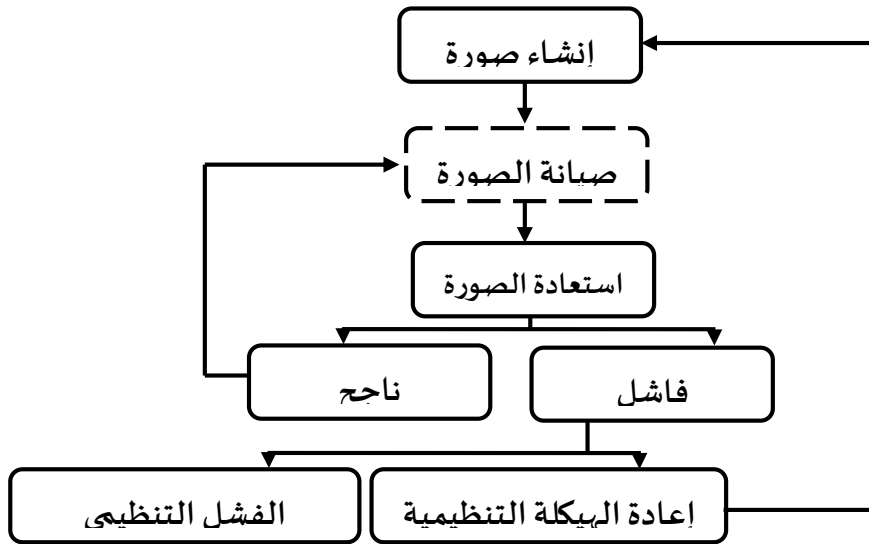 إنشاء صورة
صيانة الصورة
استعادة الصورة
ناجح
فاشل
إعادة الهيكلة التنظيمية
الفشل التنظيمي